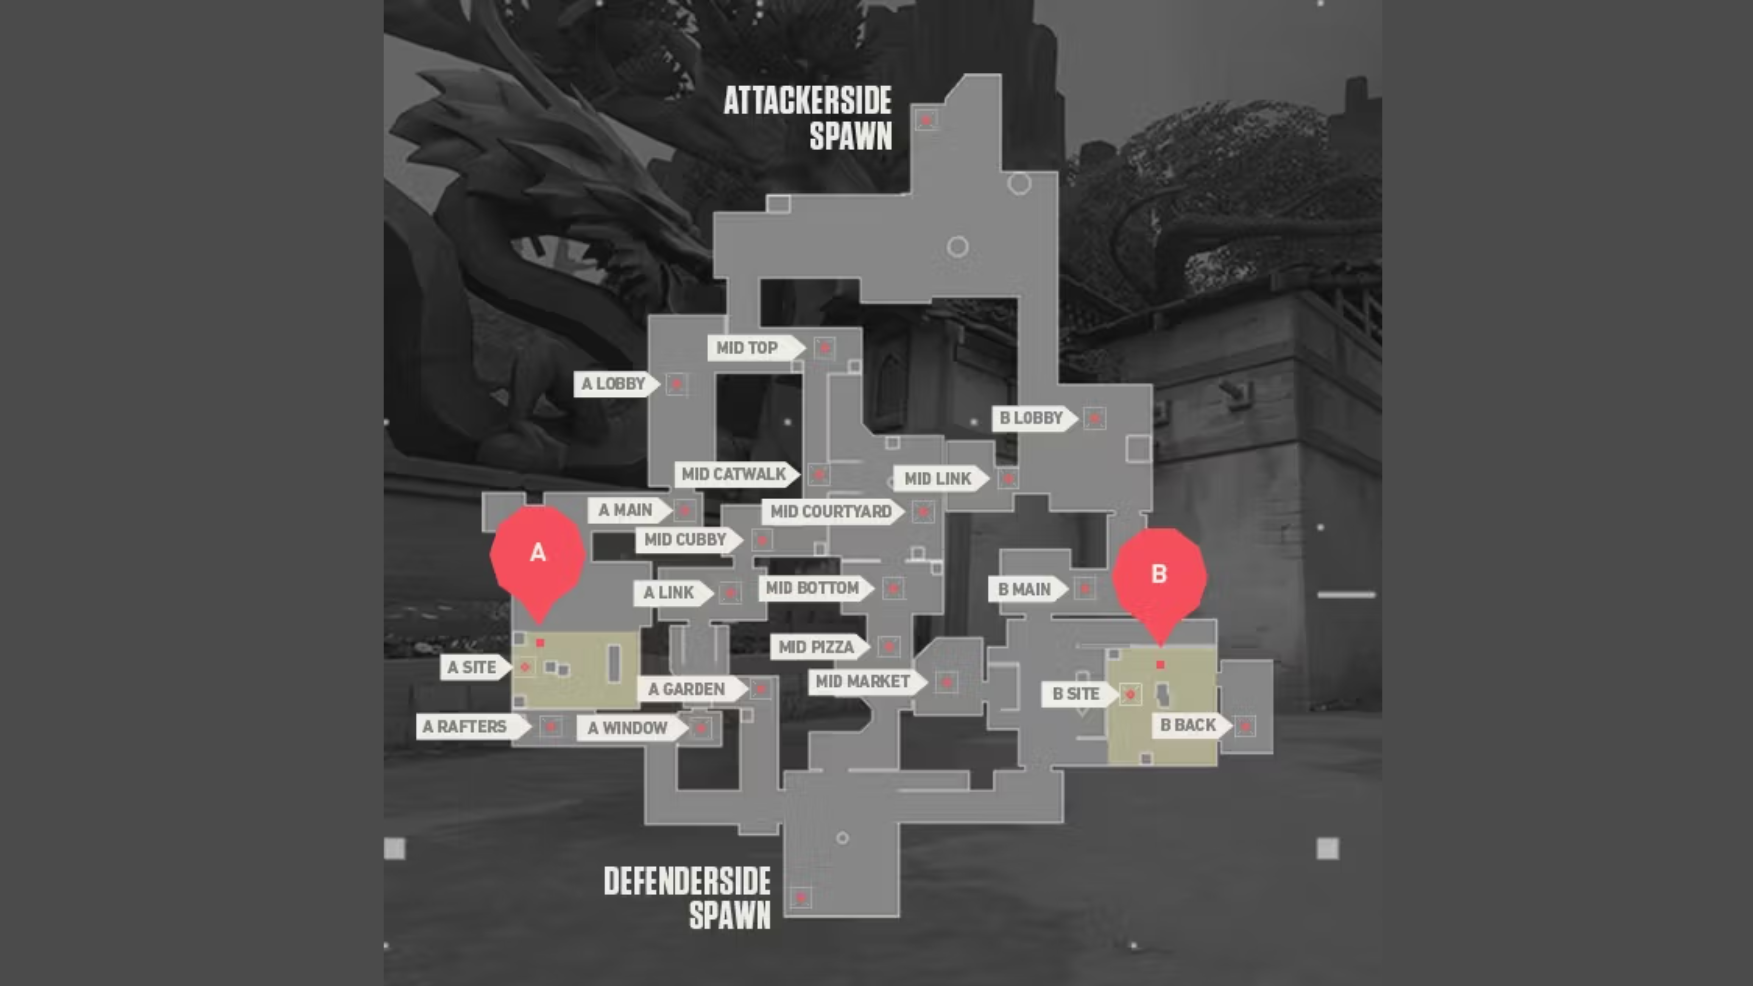 ATTACKERSIDE
SPAWN
MID TOP
A LOBBY
B LOBBY
MID CATWALK
MID LINK
A MAIN
MID COURTYARD
MID CUBBY
A
B
A LINK
MID BOTTOM
B MAIN
MID PIZZA
A SITE
MID MARKET
A GARDEN
B SITE
A RAFTERS
A WINDOW
B BACK
DEFENDERSIDE
SPAWN